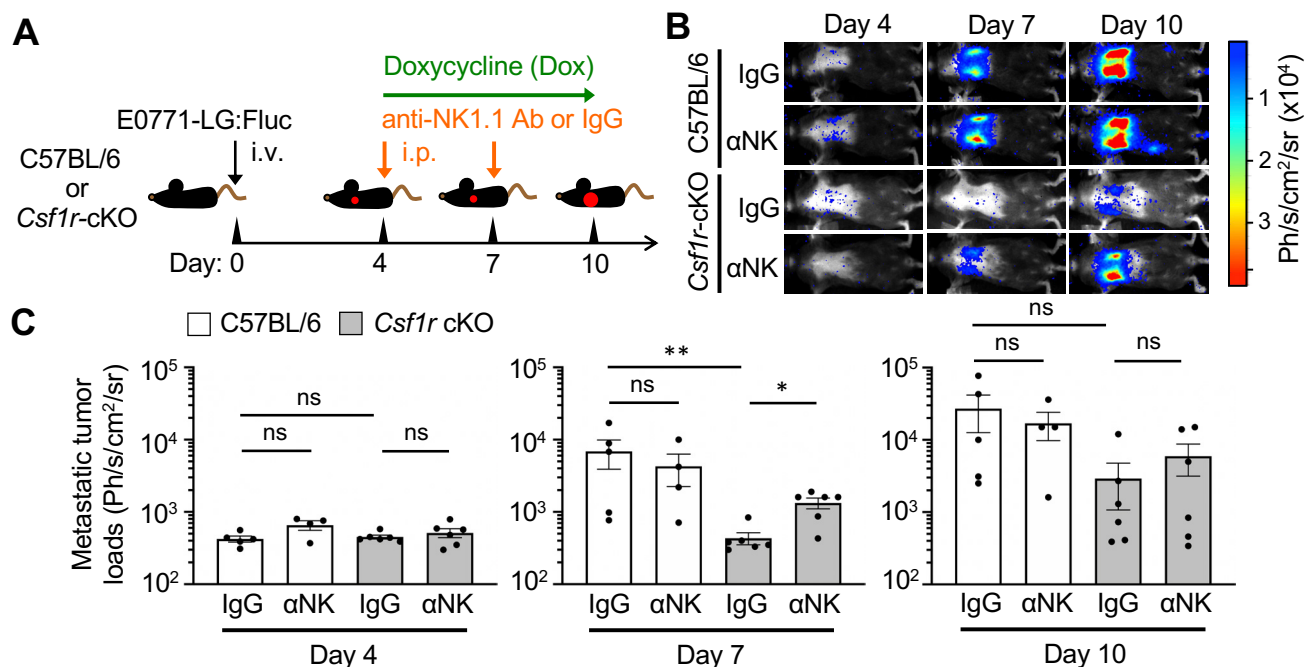 A
Doxycycline (Dox)
E0771-LG:Fluc
anti-NK1.1 Ab or IgG
i.v.
i.p.
C57BL/6
or
Csf1r-cKO
Day: 0
4
7
10
B
Day 4
Day 7
Day 10
C57BL/6
IgG
αNK
Csf1r-cKO
IgG
αNK
1
2
3
Ph/s/cm²/sr (x10⁴)
C
C57BL/6
Csf1r cKO
Metastatic tumor
loads (Ph/s/cm²/sr)
10⁵
10⁴
10³
10²
ns
ns
ns
IgG
αNK
IgG
αNK
Day 4
10⁵
10⁴
10³
10²
**
ns
*
IgG
αNK
IgG
αNK
Day 7
10⁵
10⁴
10³
10²
ns
ns
ns
IgG
αNK
IgG
αNK
Day 10